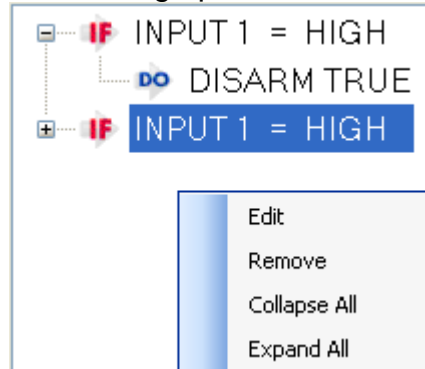 IF INPUT 1 = HIGH
DO DISARM TRUE
IF INPUT 1 = HIGH
Edit
Remove
Collapse All
Expand All